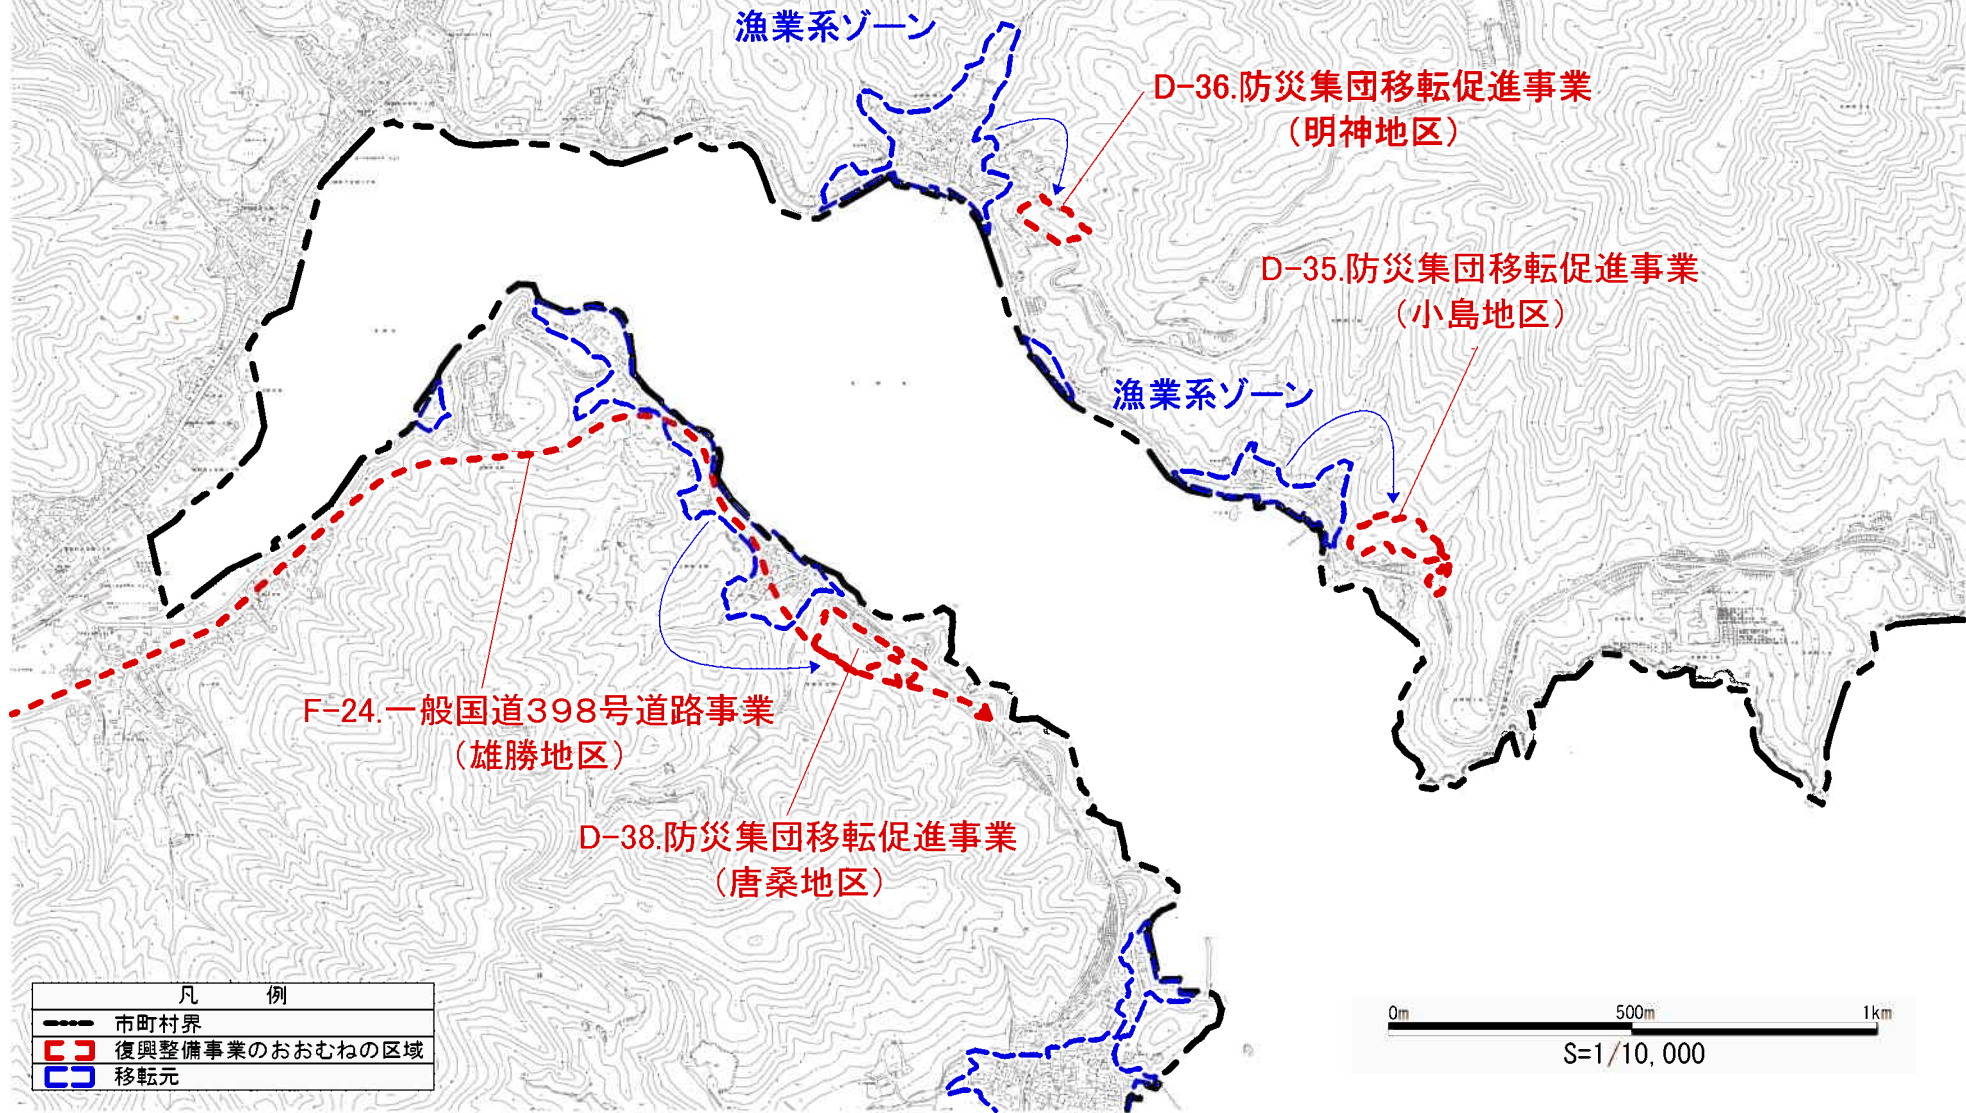 漁業系ゾーン
D-36.防災集団移転促進事業
（明神地区）
D-35.防災集団移転促進事業
（小島地区）
漁業系ゾーン
F-24.一般国道３９８号道路事業
（雄勝地区）
D-38.防災集団移転促進事業
（唐桑地区）
凡　例
市町村界
復興整備事業のおおむねの区域
移転元
0m 500m 1km
S=1/10,000